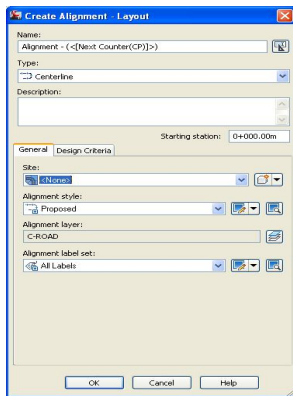 Create Alignment - Layout
Name:
Alignment - (<[Next Counter(CP)]>)
Type:
Centerline
Description:
Starting station: 0+000.00m
General Design Criteria
Site:
<None>
Alignment style:
Proposed
Alignment layer:
C-ROAD
Alignment label set:
All Labels
OK Cancel Help